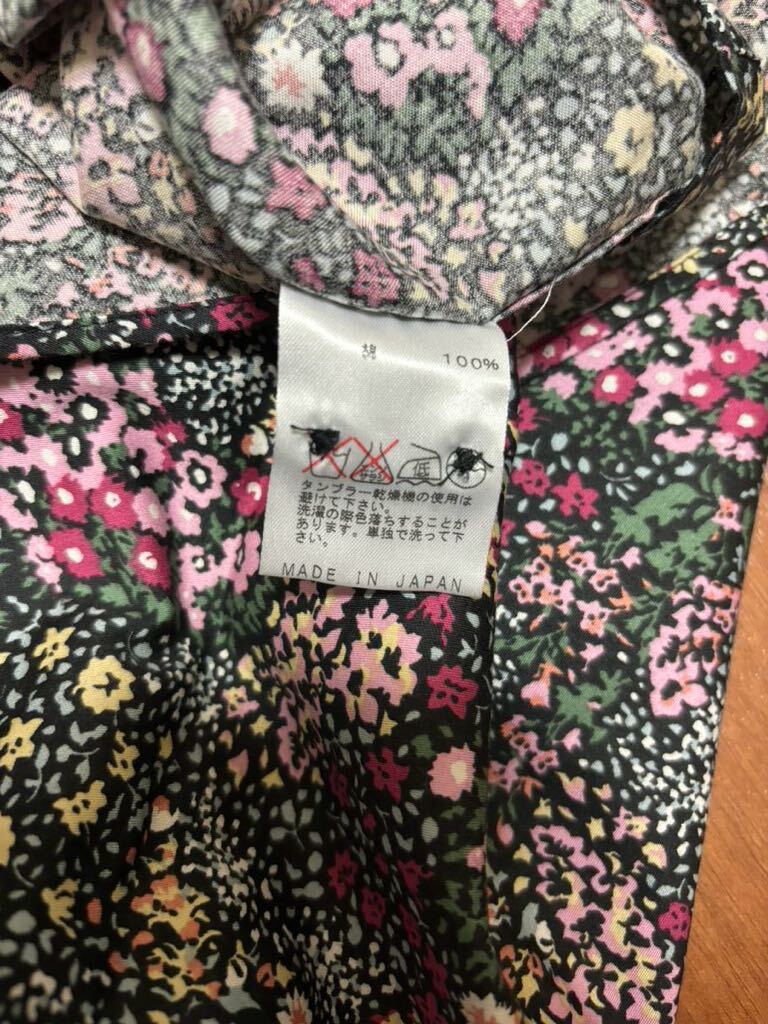 綿 100%
低
タンブラー乾燥機の使用は
避けて下さい。
洗濯の際色落ちすることが
あります。単独で洗って下
さい。
MADE IN JAPAN